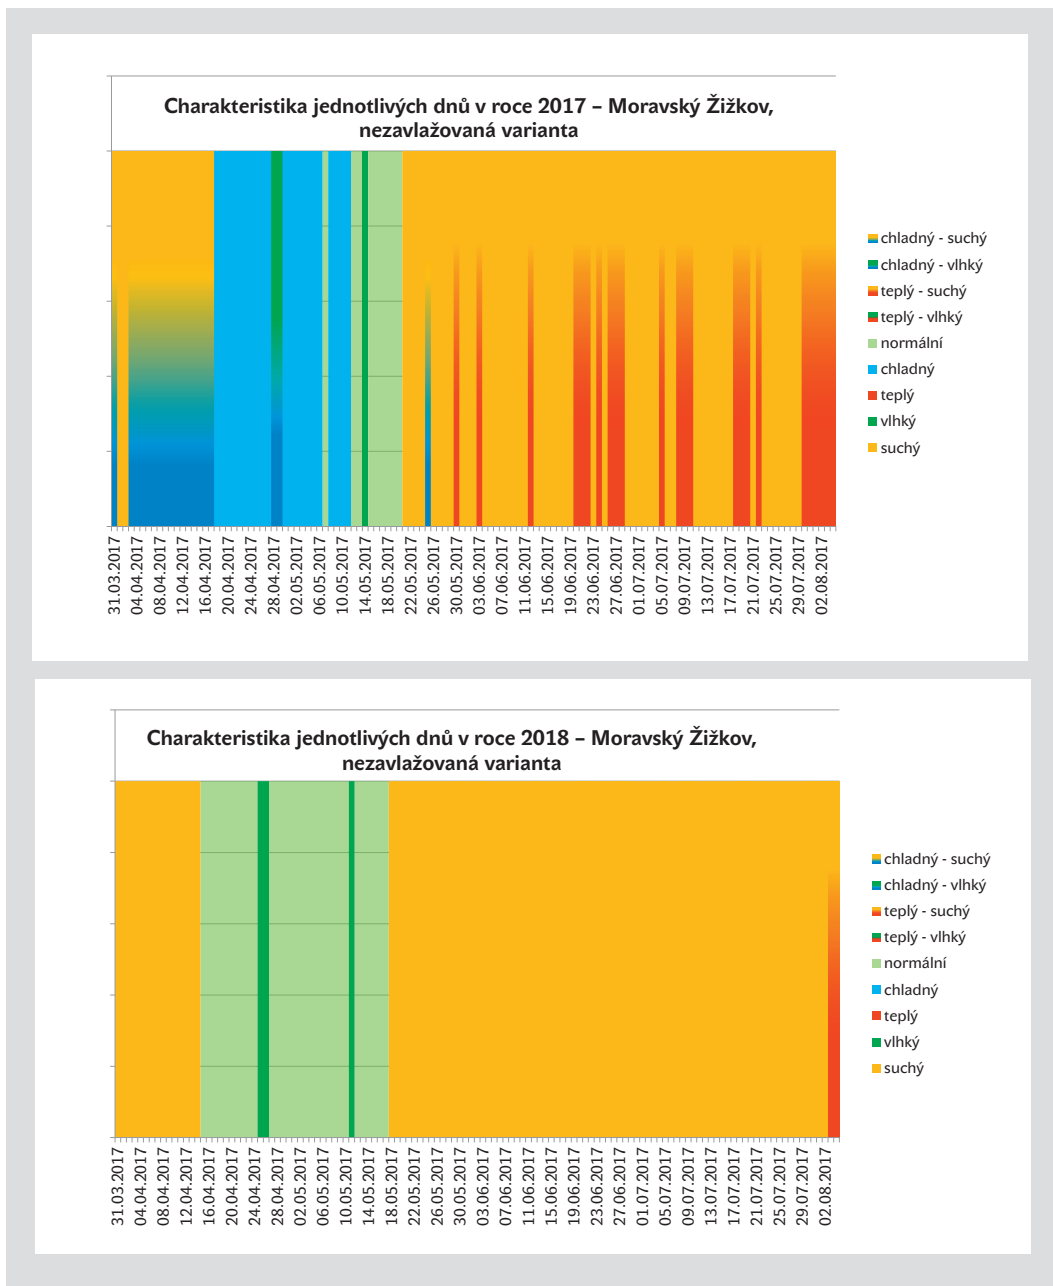 Charakteristika jednotlivých dnů v roce 2017 – Moravský Žižkov,
nezavlažovaná varianta
chladný - suchý
chladný - vlhký
teplý - suchý
teplý - vlhký
normální
chladný
teplý
vlhký
suchý
31.03.2017
04.04.2017
08.04.2017
12.04.2017
16.04.2017
20.04.2017
24.04.2017
28.04.2017
02.05.2017
06.05.2017
10.05.2017
14.05.2017
18.05.2017
22.05.2017
26.05.2017
30.05.2017
03.06.2017
07.06.2017
11.06.2017
15.06.2017
19.06.2017
23.06.2017
27.06.2017
01.07.2017
05.07.2017
09.07.2017
13.07.2017
17.07.2017
21.07.2017
25.07.2017
29.07.2017
02.08.2017
Charakteristika jednotlivých dnů v roce 2018 – Moravský Žižkov,
nezavlažovaná varianta
chladný - suchý
chladný - vlhký
teplý - suchý
teplý - vlhký
normální
chladný
teplý
vlhký
suchý
31.03.2017
04.04.2017
08.04.2017
12.04.2017
16.04.2017
20.04.2017
24.04.2017
28.04.2017
02.05.2017
06.05.2017
10.05.2017
14.05.2017
18.05.2017
22.05.2017
26.05.2017
30.05.2017
03.06.2017
07.06.2017
11.06.2017
15.06.2017
19.06.2017
23.06.2017
27.06.2017
01.07.2017
05.07.2017
09.07.2017
13.07.2017
17.07.2017
21.07.2017
25.07.2017
29.07.2017
02.08.2017